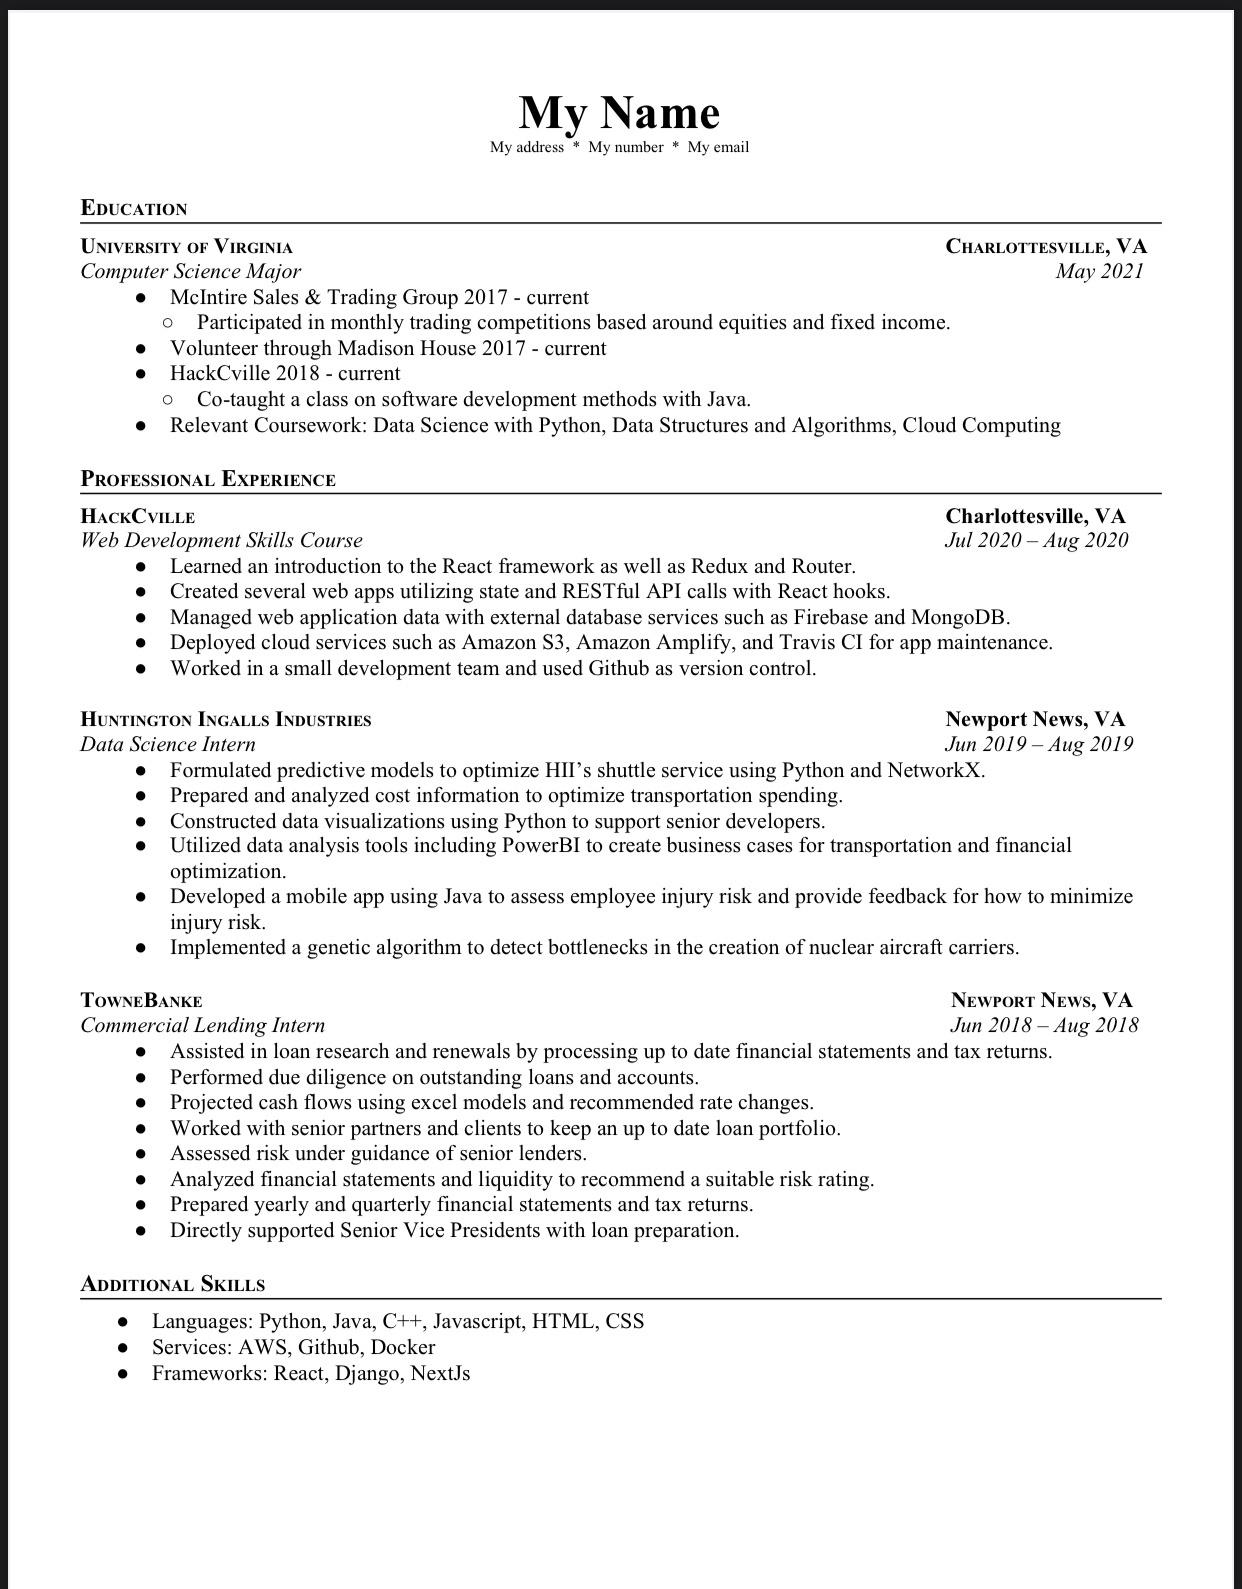 My Name
My address * My number * My email
Education
University of Virginia Charlottesville, VA
Computer Science Major May 2021
● McIntire Sales & Trading Group 2017 - current
○ Participated in monthly trading competitions based around equities and fixed income.
● Volunteer through Madison House 2017 - current
● HackCville 2018 - current
○ Co-taught a class on software development methods with Java.
● Relevant Coursework: Data Science with Python, Data Structures and Algorithms, Cloud Computing
Professional Experience
HackCville Charlottesville, VA
Web Development Skills Course Jul 2020 – Aug 2020
● Learned an introduction to the React framework as well as Redux and Router.
● Created several web apps utilizing state and RESTful API calls with React hooks.
● Managed web application data with external database services such as Firebase and MongoDB.
● Deployed cloud services such as Amazon S3, Amazon Amplify, and Travis CI for app maintenance.
● Worked in a small development team and used Github as version control.
Huntington Ingalls Industries Newport News, VA
Data Science Intern Jun 2019 – Aug 2019
● Formulated predictive models to optimize HII’s shuttle service using Python and NetworkX.
● Prepared and analyzed cost information to optimize transportation spending.
● Constructed data visualizations using Python to support senior developers.
● Utilized data analysis tools including PowerBI to create business cases for transportation and financial
optimization.
● Developed a mobile app using Java to assess employee injury risk and provide feedback for how to minimize
injury risk.
● Implemented a genetic algorithm to detect bottlenecks in the creation of nuclear aircraft carriers.
TowneBanke Newport News, VA
Commercial Lending Intern Jun 2018 – Aug 2018
● Assisted in loan research and renewals by processing up to date financial statements and tax returns.
● Performed due diligence on outstanding loans and accounts.
● Projected cash flows using excel models and recommended rate changes.
● Worked with senior partners and clients to keep an up to date loan portfolio.
● Assessed risk under guidance of senior lenders.
● Analyzed financial statements and liquidity to recommend a suitable risk rating.
● Prepared yearly and quarterly financial statements and tax returns.
● Directly supported Senior Vice Presidents with loan preparation.
Additional Skills
● Languages: Python, Java, C++, Javascript, HTML, CSS
● Services: AWS, Github, Docker
● Frameworks: React, Django, NextJs